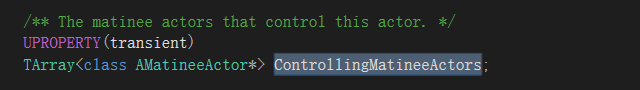 /** The matinee actors that control this actor. */
UPROPERTY(transient)
TArray<class AMatineeActor*> ControllingMatineeActors;